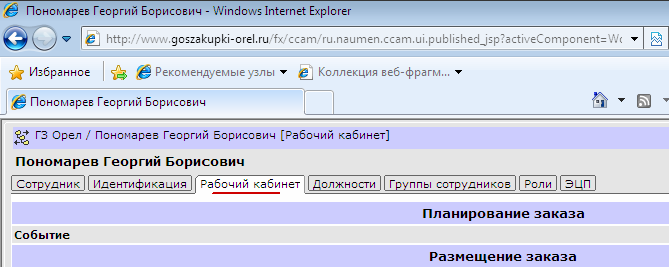 Пономарев Георгий Борисович - Windows Internet Explorer
http://www.goszakupki-orel.ru/fx/ccam/ru.naumen.ccam.ui.published_jsp?activeComponent=Wo
Избранное Рекомендуемые узлы Коллекция веб-фрагм...
Пономарев Георгий Борисович
ГЗ Орел / Пономарев Георгий Борисович [Рабочий кабинет]
Пономарев Георгий Борисович
Сотрудник Идентификация Рабочий кабинет Должности Группы сотрудников Роли ЭЦП
Планирование заказа
Событие
Размещение заказа